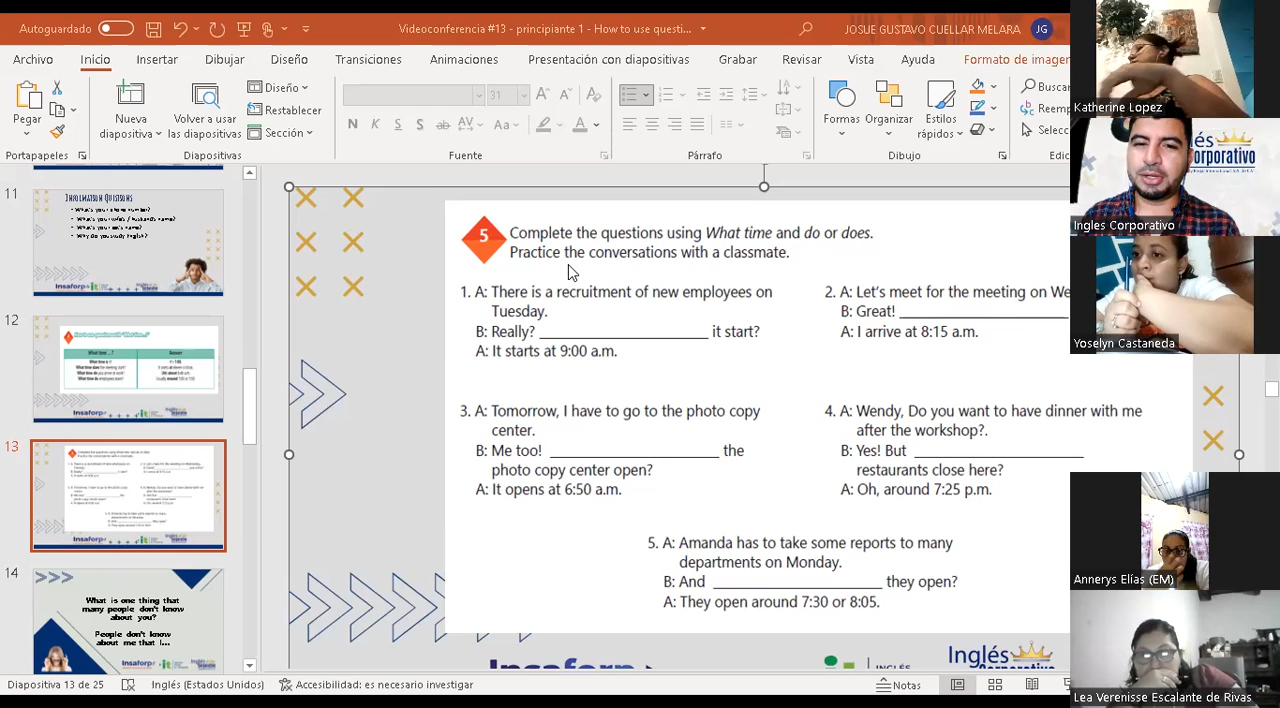 Autoguardado
Videoconferencia #13 - principiante 1 - How to use questi...
JOSUE GUSTAVO CUELLAR MELARA
JG
Archivo Inicio Insertar Dibujar Diseño Transiciones Animaciones Presentación con diapositivas Grabar Revisar Vista Ayuda Formato de imagen
Pegar
Nueva diapositiva
Volver a usar las diapositivas
Diseño
Restablecer
Sección
31
N K S S ab Aa A
Formas Organizar Estilos rápidos
Buscar
Reemp
Selecc
Portapapeles Diapositivas Fuente Párrafo Dibujo Edic
11
Information Questions
12
What time ...? Answer
13
14
What is one thing that
many people don't know
about you?
People don't know
about me that I...
5
Complete the questions using What time and do or does.
Practice the conversations with a classmate.
1. A: There is a recruitment of new employees on
Tuesday.
B: Really? ____________________ it start?
A: It starts at 9:00 a.m.
2. A: Let's meet for the meeting on We
B: Great! ____________________
A: I arrive at 8:15 a.m.
3. A: Tomorrow, I have to go to the photo copy
center.
B: Me too! ____________________ the
photo copy center open?
A: It opens at 6:50 a.m.
4. A: Wendy, Do you want to have dinner with me
after the workshop?.
B: Yes! But ____________________
restaurants close here?
A: Oh, around 7:25 p.m.
5. A: Amanda has to take some reports to many
departments on Monday.
B: And ____________________ they open?
A: They open around 7:30 or 8:05.
Insaforp
INGLÉS
Inglés
Corporativo
Katherine Lopez
Ingles Corporativo
Yoselyn Castaneda
Annerys Elías (EM)
Lea Verenisse Escalante de Rivas
Diapositiva 13 de 25
Inglés (Estados Unidos)
Accesibilidad: es necesario investigar
Notas